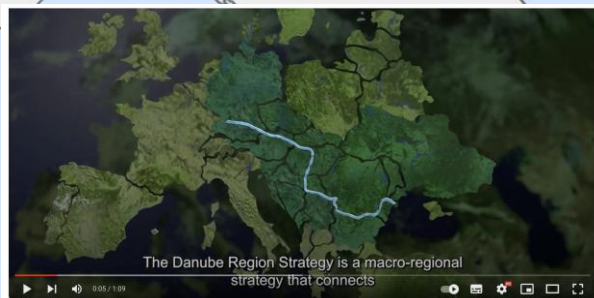 The Danube Region Strategy is a macro-regional
strategy that connects
0:05 / 1:09